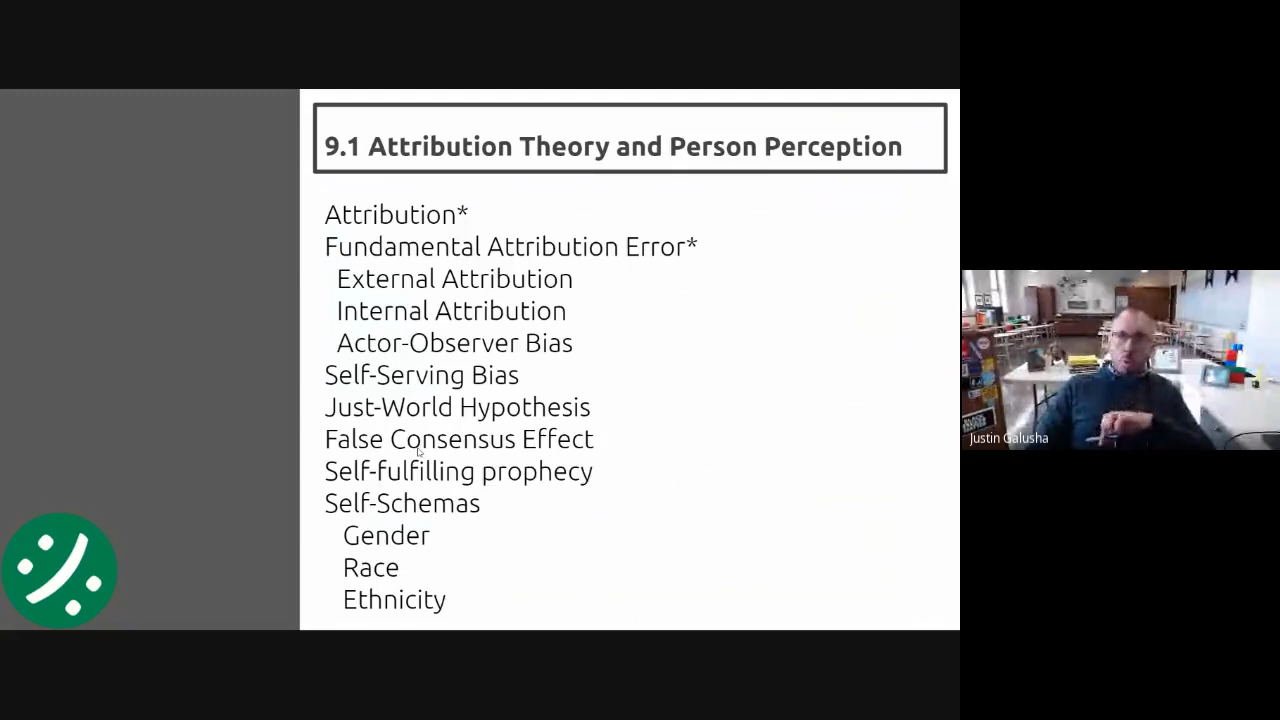 9.1 Attribution Theory and Person Perception
Attribution*
Fundamental Attribution Error*
External Attribution
Internal Attribution
Actor-Observer Bias
Self-Serving Bias
Just-World Hypothesis
False Consensus Effect
Self-fulfilling prophecy
Self-Schemas
Gender
Race
Ethnicity
Justin Galusha